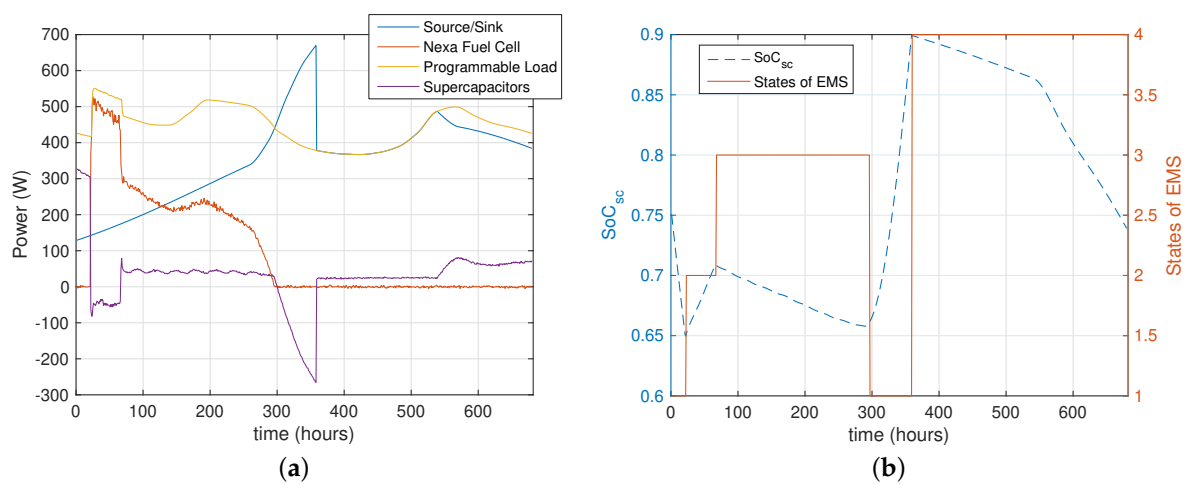 Source/Sink
Nexa Fuel Cell
Programmable Load
Supercapacitors
700
600
500
400
300
200
100
0
-100
-200
-300
Power (W)
0 100 200 300 400 500 600
time (hours)
(a)
SoCsc
States of EMS
0.9
0.85
0.8
0.75
0.7
0.65
0.6
SoCsc
4
3.5
3
2.5
2
1.5
1
States of EMS
0 100 200 300 400 500 600
time (hours)
(b)